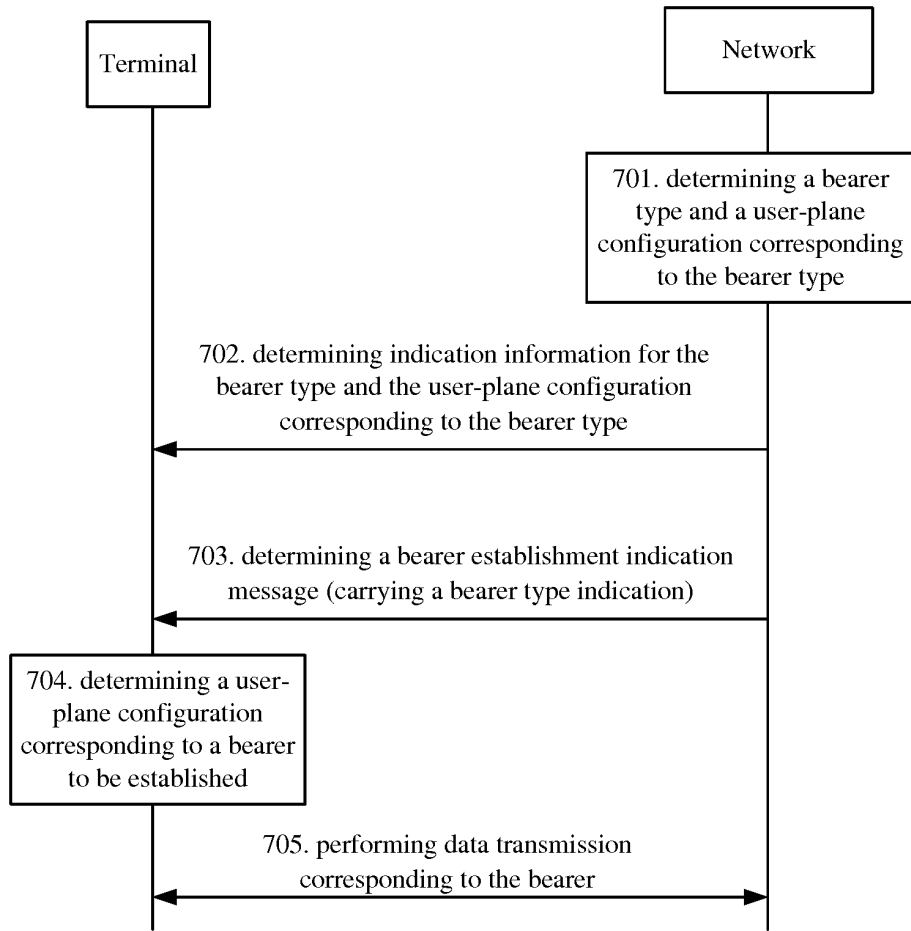 Terminal
Network
701. determining a bearer
type and a user-plane
configuration corresponding
to the bearer type
702. determining indication information for the
bearer type and the user-plane configuration
corresponding to the bearer type
703. determining a bearer establishment indication
message (carrying a bearer type indication)
704. determining a user-
plane configuration
corresponding to a bearer
to be established
705. performing data transmission
corresponding to the bearer